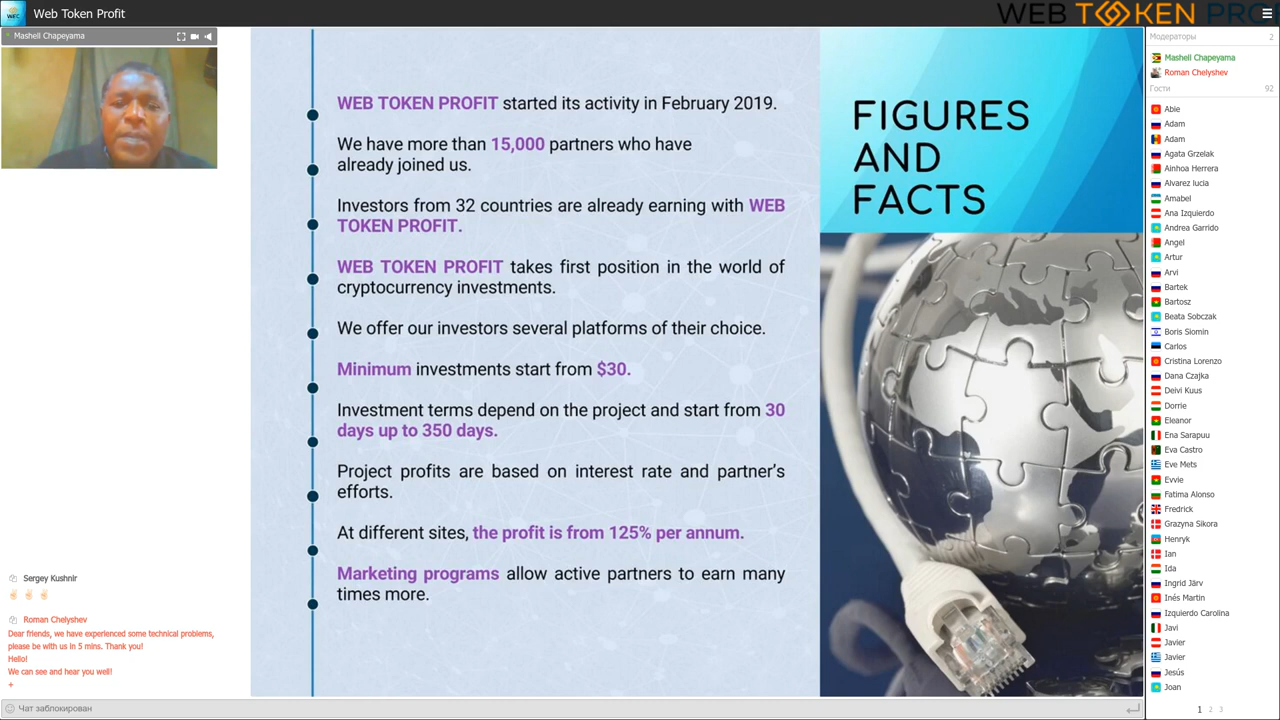 WEC
Web Token Profit
WEB TOKEN PRO
Mashell Chapeyama
WEB TOKEN PROFIT started its activity in February 2019.
We have more than 15,000 partners who have
already joined us.
Investors from 32 countries are already earning with WEB
TOKEN PROFIT.
WEB TOKEN PROFIT takes first position in the world of
cryptocurrency investments.
We offer our investors several platforms of their choice.
Minimum investments start from $30.
Investment terms depend on the project and start from 30
days up to 350 days.
Project profits are based on interest rate and partner's
efforts.
At different sites, the profit is from 125% per annum.
Marketing programs allow active partners to earn many
times more.
FIGURES
AND
FACTS
Sergey Kushnir
Roman Chelyshev
Dear friends, we have experienced some technical problems,
please be with us in 5 mins. Thank you!
Hello!
We can see and hear you well!
+
Чат заблокирован
Модераторы 2
Mashell Chapeyama
Roman Chelyshev
Гости 92
Abie
Adam
Adam
Agata Grzelak
Ainhoa Herrera
Alvarez lucia
Amabel
Ana Izquierdo
Andrea Garrido
Angel
Artur
Arvi
Bartek
Bartosz
Beata Sobczak
Boris Siomin
Carlos
Cristina Lorenzo
Dana Czajka
Deivi Kuus
Dorrie
Eleanor
Ena Sarapuu
Eva Castro
Eve Mets
Evvie
Fatima Alonso
Fredrick
Grazyna Sikora
Henryk
Ian
Ida
Ingrid Järv
Inés Martin
Izquierdo Carolina
Javi
Javier
Javier
Jesús
Joan
1 2 3